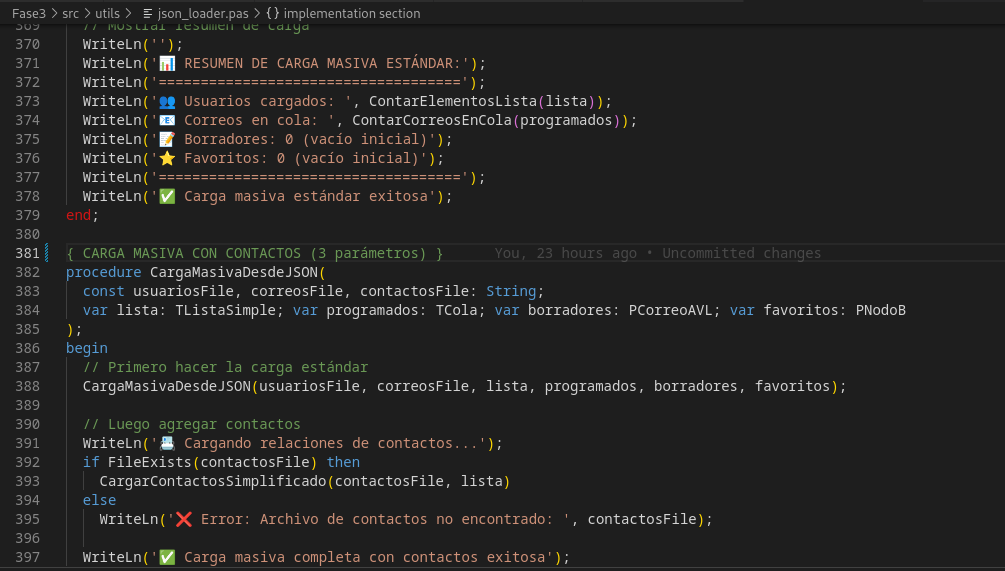 Fase3 > src > utils > json_loader.pas > {} implementation section
369 // Mostrar resumen de carga
370 WriteLn('');
371 WriteLn('📊 RESUMEN DE CARGA MASIVA ESTÁNDAR:');
372 WriteLn('====================================');
373 WriteLn('👥 Usuarios cargados: ', ContarElementosLista(lista));
374 WriteLn('📧 Correos en cola: ', ContarCorreosEnCola(programados));
375 WriteLn('📝 Borradores: 0 (vacío inicial)');
376 WriteLn('⭐ Favoritos: 0 (vacío inicial)');
377 WriteLn('====================================');
378 WriteLn('✅ Carga masiva estándar exitosa');
379 end;
380
381 { CARGA MASIVA CON CONTACTOS (3 parámetros) } You, 23 hours ago • Uncommitted changes
382 procedure CargaMasivaDesdeJSON(
383 const usuariosFile, correosFile, contactosFile: String;
384 var lista: TListaSimple; var programados: TCola; var borradores: PCorreoAVL; var favoritos: PNodoB
385 );
386 begin
387 // Primero hacer la carga estándar
388 CargaMasivaDesdeJSON(usuariosFile, correosFile, lista, programados, borradores, favoritos);
389
390 // Luego agregar contactos
391 WriteLn('📇 Cargando relaciones de contactos...');
392 if FileExists(contactosFile) then
393 CargarContactosSimplificado(contactosFile, lista)
394 else
395 WriteLn('❌ Error: Archivo de contactos no encontrado: ', contactosFile);
396
397 WriteLn('✅ Carga masiva completa con contactos exitosa');